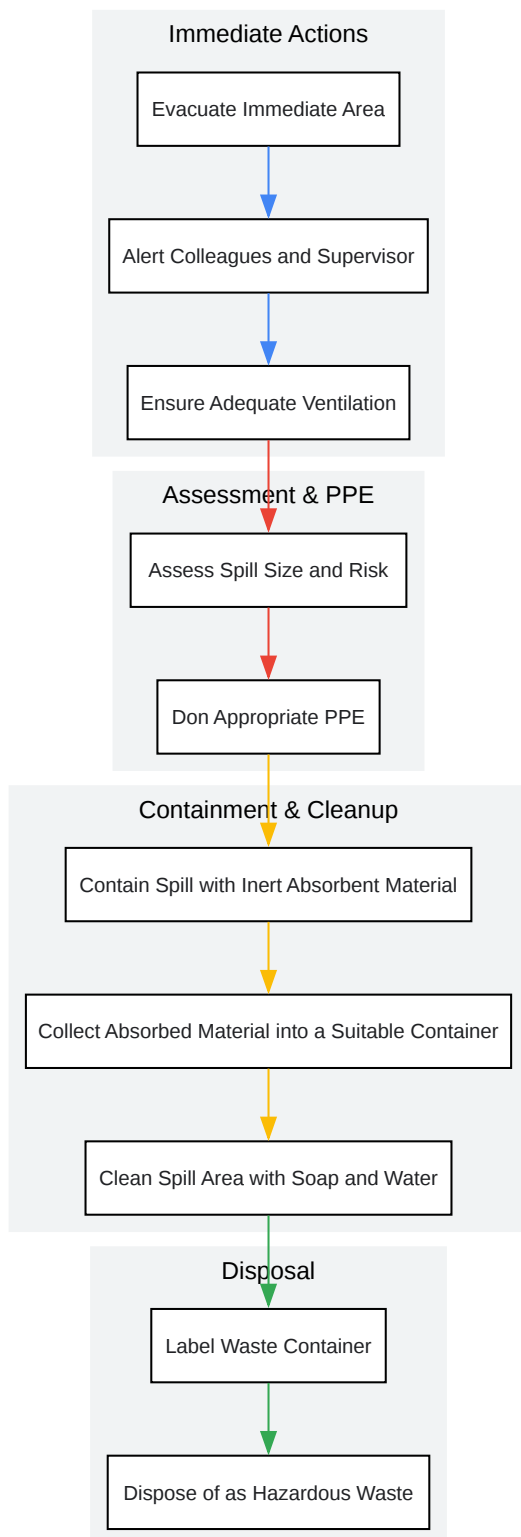 Immediate Actions
Evacuate Immediate Area
Alert Colleagues and Supervisor
Ensure Adequate Ventilation
Assessment & PPE
Assess Spill Size and Risk
Don Appropriate PPE
Containment & Cleanup
Contain Spill with Inert Absorbent Material
Collect Absorbed Material into a Suitable Container
Clean Spill Area with Soap and Water
Disposal
Label Waste Container
Dispose of as Hazardous Waste